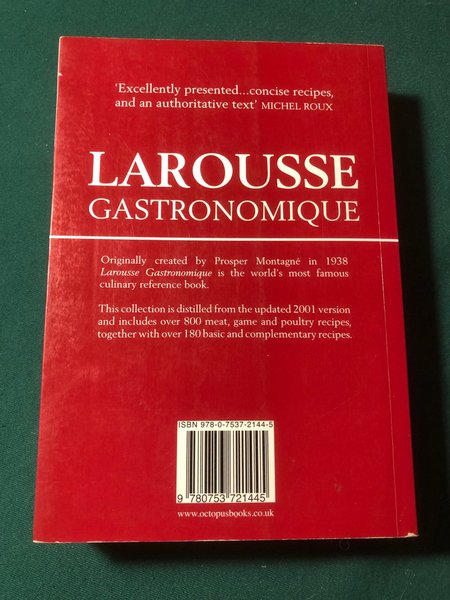 'Excellently presented...concise recipes,
and an authoritative text' MICHEL ROUX
LAROUSSE
GASTRONOMIQUE
Originally created by Prosper Montagné in 1938
Larousse Gastronomique is the world's most famous
culinary reference book.
This collection is distilled from the updated 2001 version
and includes over 800 meat, game and poultry recipes,
together with over 180 basic and complementary recipes.
ISBN 978-0-7537-2144-5
9 780753 721445
www.octopusbooks.co.uk